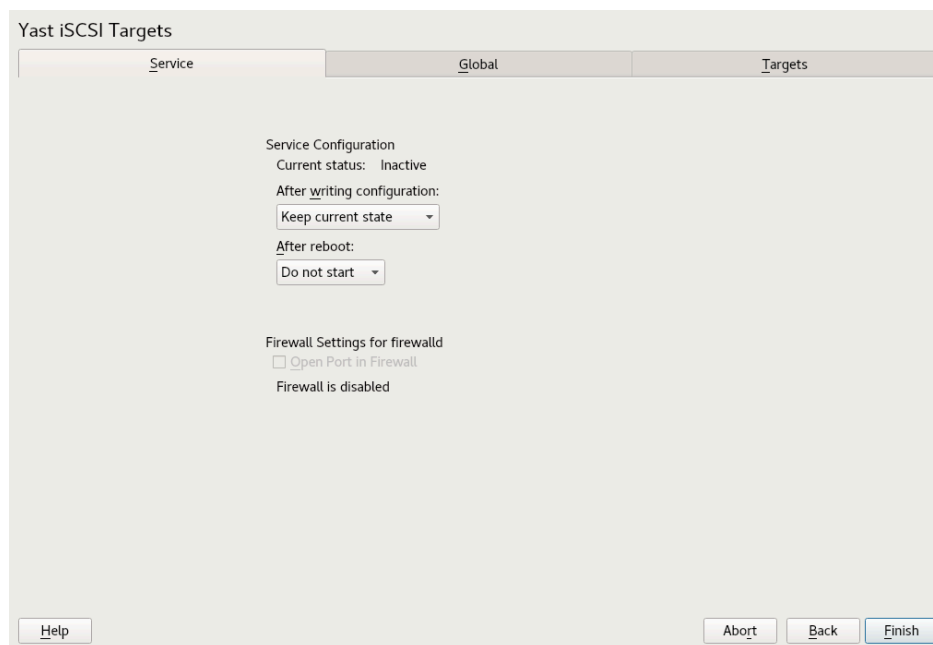 Yast iSCSI Targets
Service Global Targets
Service Configuration
Current status: Inactive
After writing configuration:
Keep current state
After reboot:
Do not start
Firewall Settings for firewalld
Open Port in Firewall
Firewall is disabled
Help Abort Back Finish